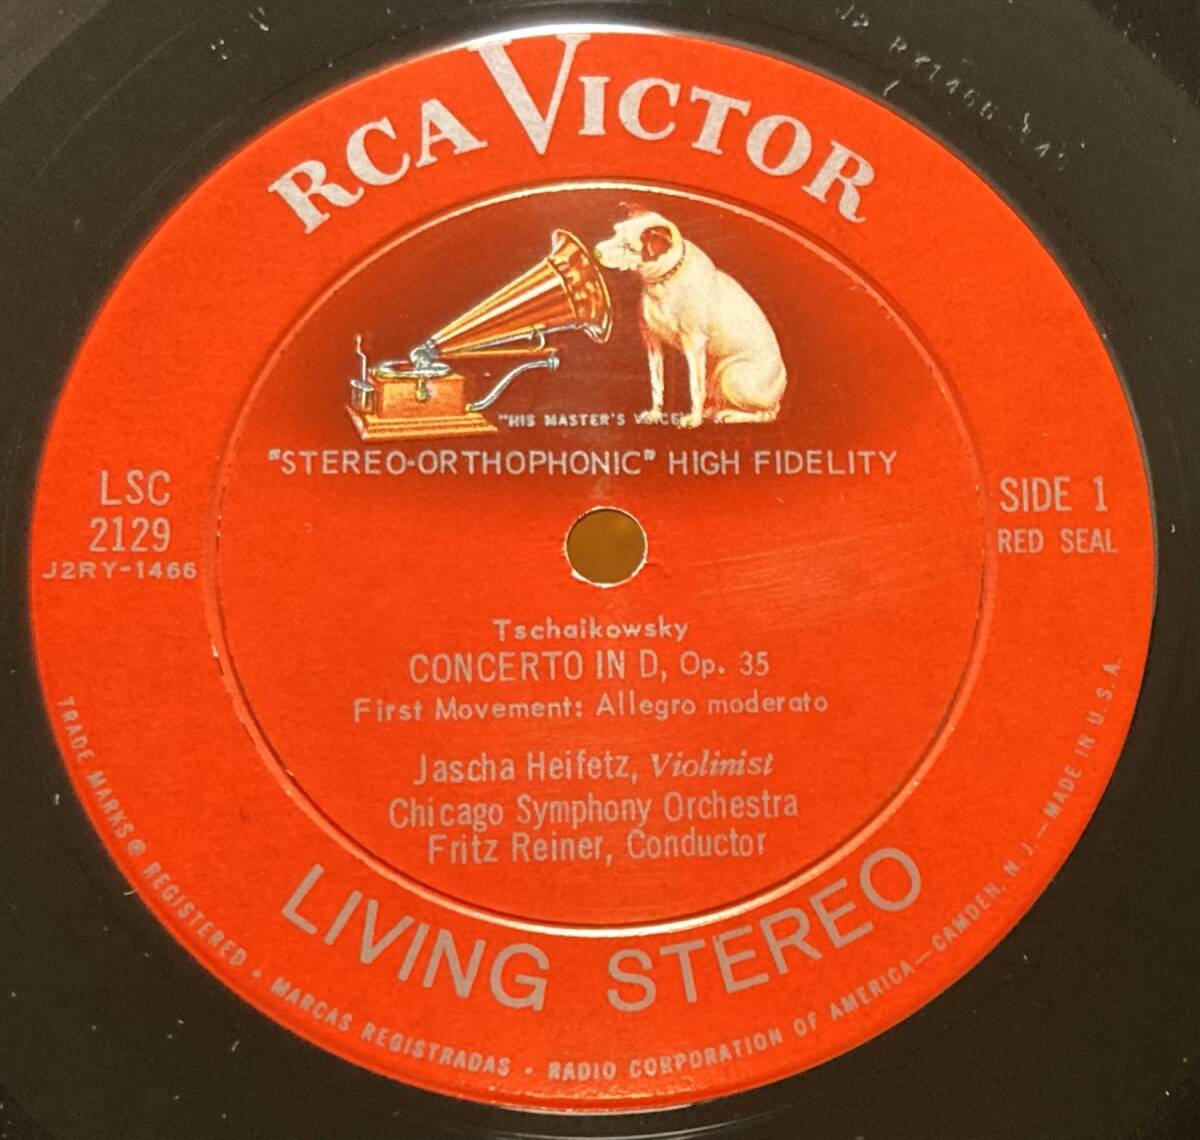 RCA VICTOR
"HIS MASTER'S VOICE"
"STEREO-ORTHOPHONIC" HIGH FIDELITY
LSC
2129
J2RY-1466
SIDE 1
RED SEAL
Tschaikowsky
CONCERTO IN D, Op. 35
First Movement: Allegro moderato
Jascha Heifetz, Violinist
Chicago Symphony Orchestra
Fritz Reiner, Conductor
LIVING STEREO
TRADE MARKS ® REGISTERED • MARCAS REGISTRADAS • RADIO CORPORATION OF AMERICA—CAMDEN, N. J.—MADE IN U. S. A.